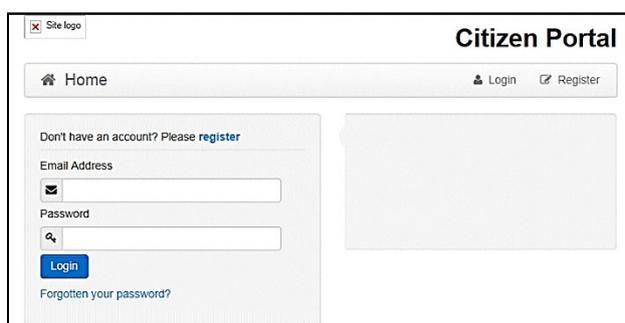 Site logo
Citizen Portal
Home
Login
Register
Don't have an account? Please register
Email Address
Password
Login
Forgotten your password?